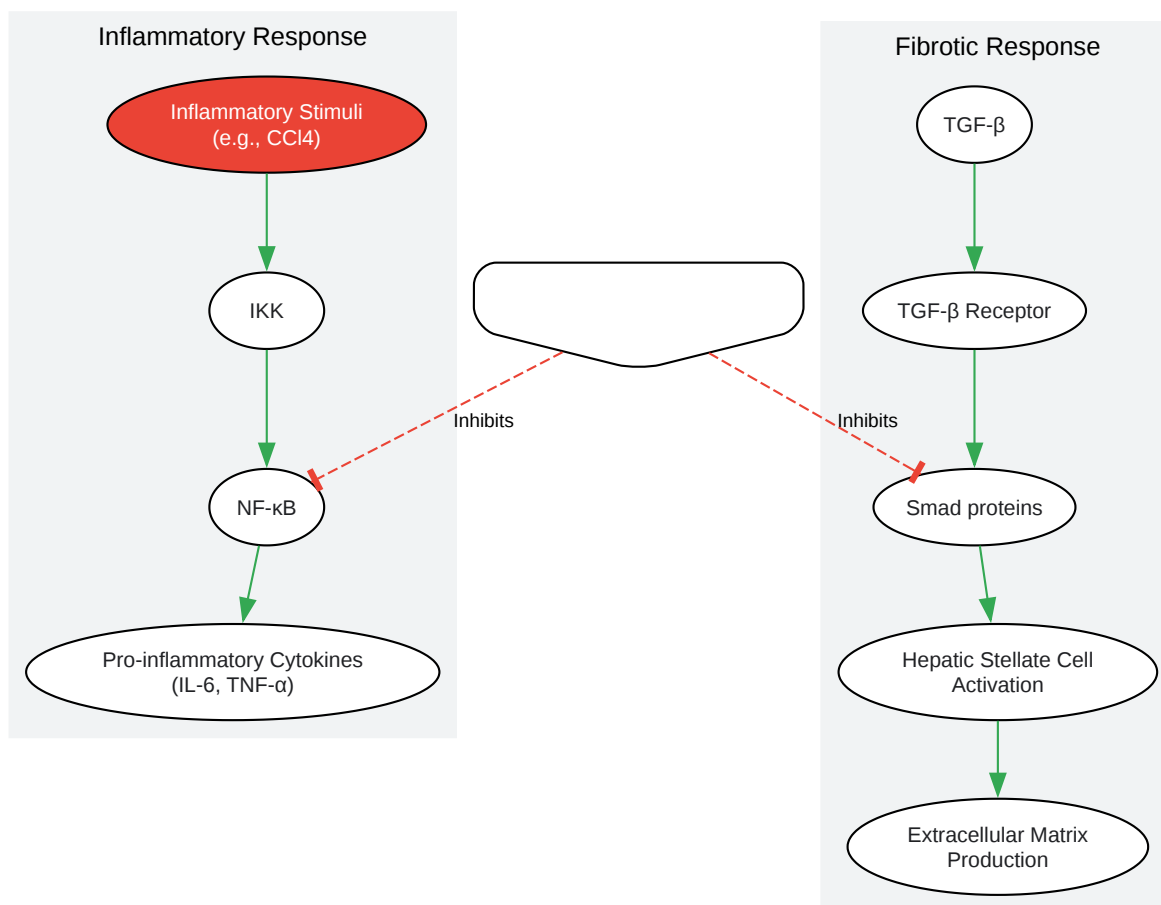 Inflammatory Response
Inflammatory Stimuli
(e.g., CCl4)
IKK
NF-κB
Pro-inflammatory Cytokines
(IL-6, TNF-α)
Inhibits
Inhibits
Fibrotic Response
TGF-β
TGF-β Receptor
Smad proteins
Hepatic Stellate Cell
Activation
Extracellular Matrix
Production